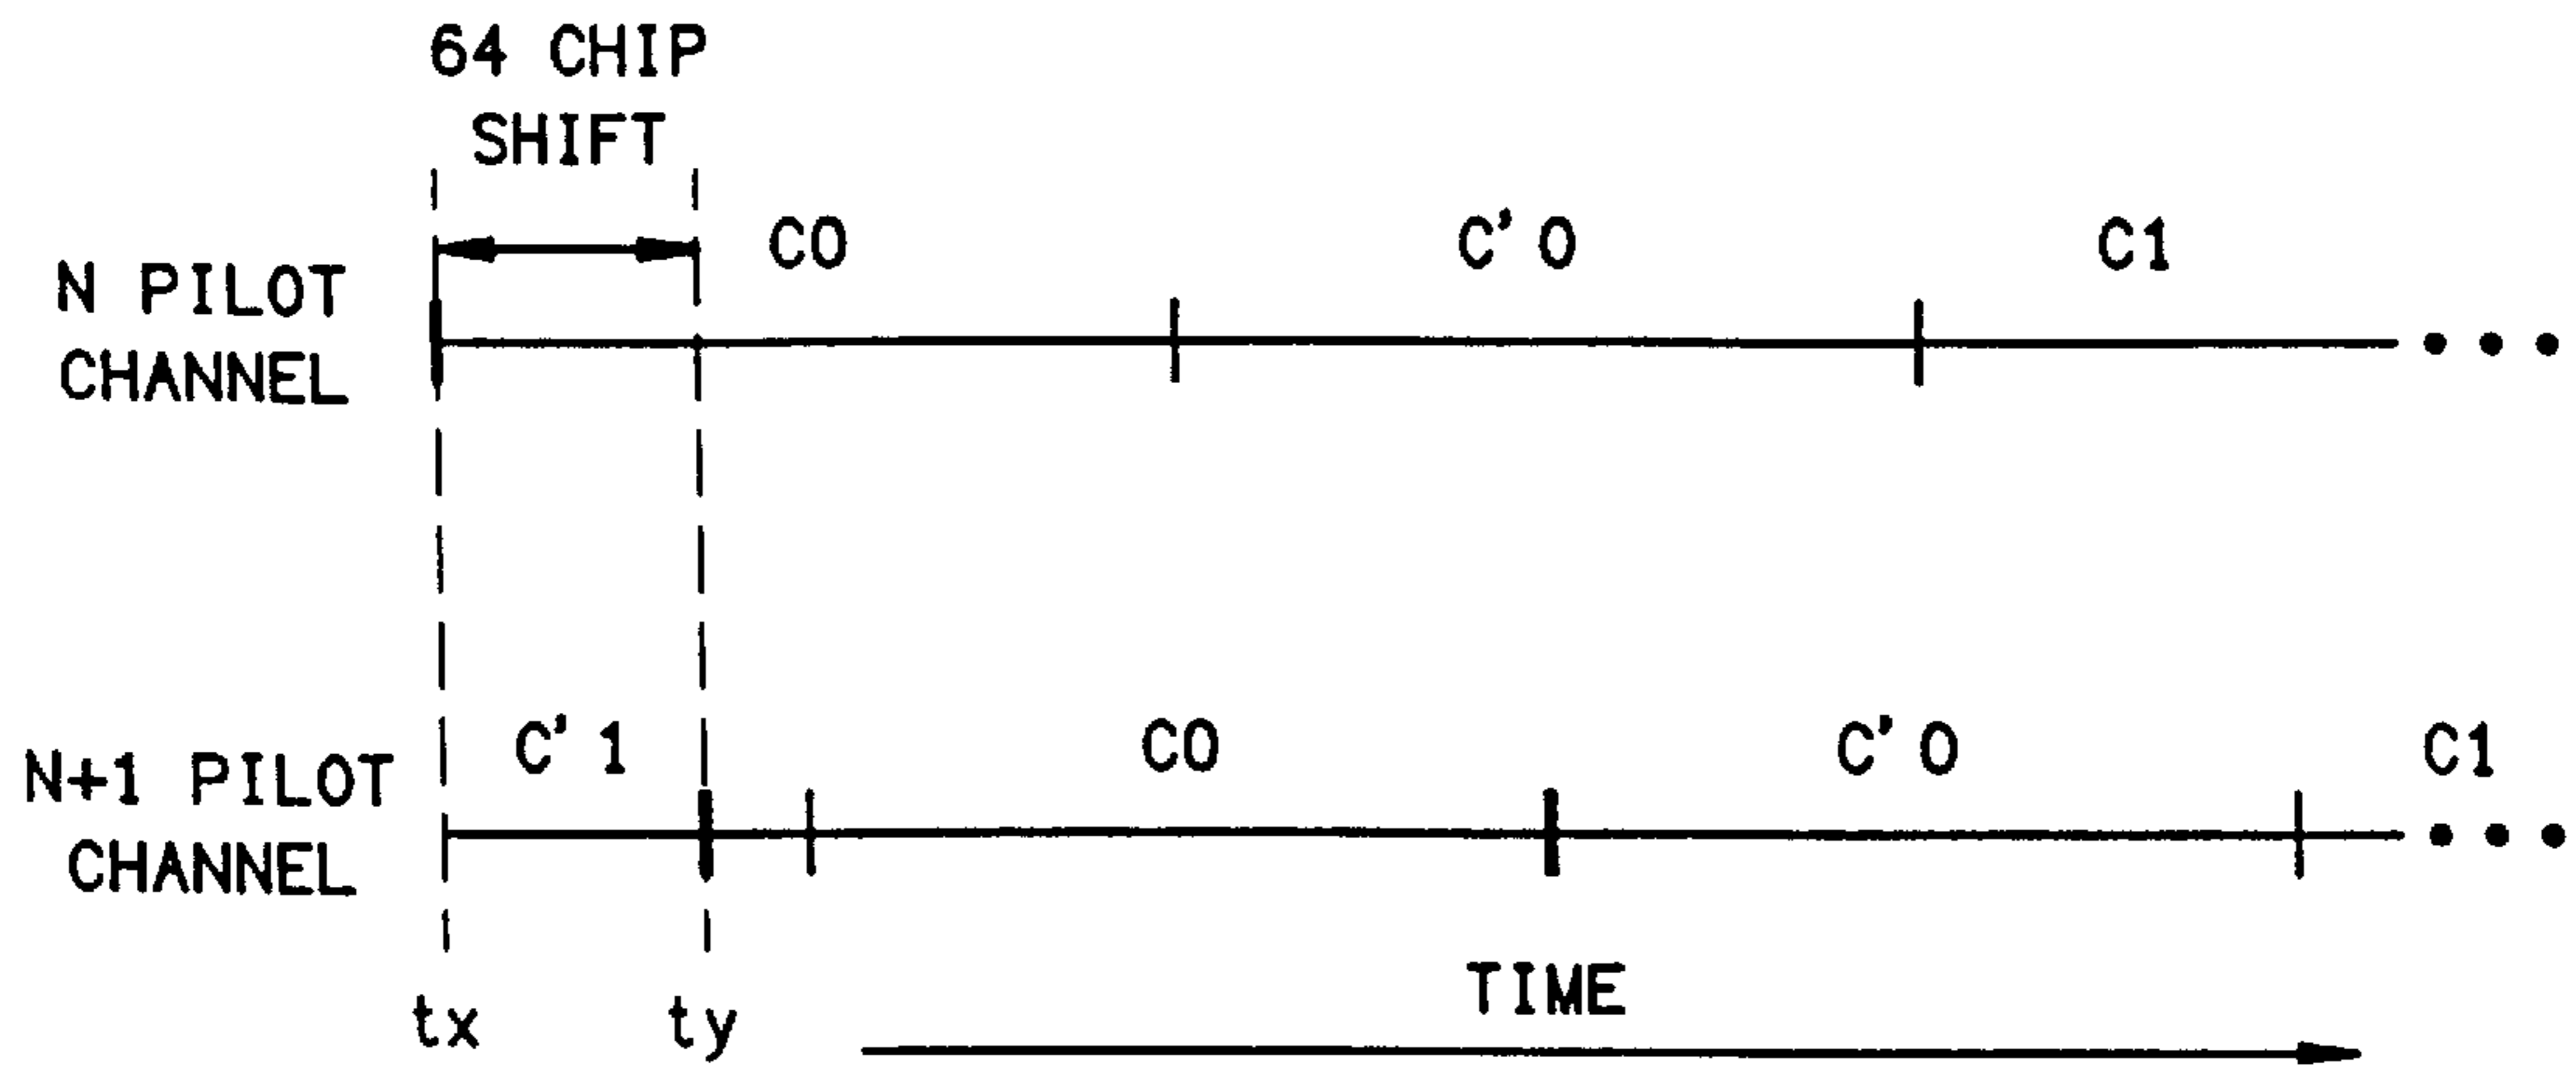 64 CHIP
SHIFT
N PILOT
CHANNEL
C0
C'0
C1
N+1 PILOT
CHANNEL
C'1
C0
C'0
C1
tx
ty
TIME